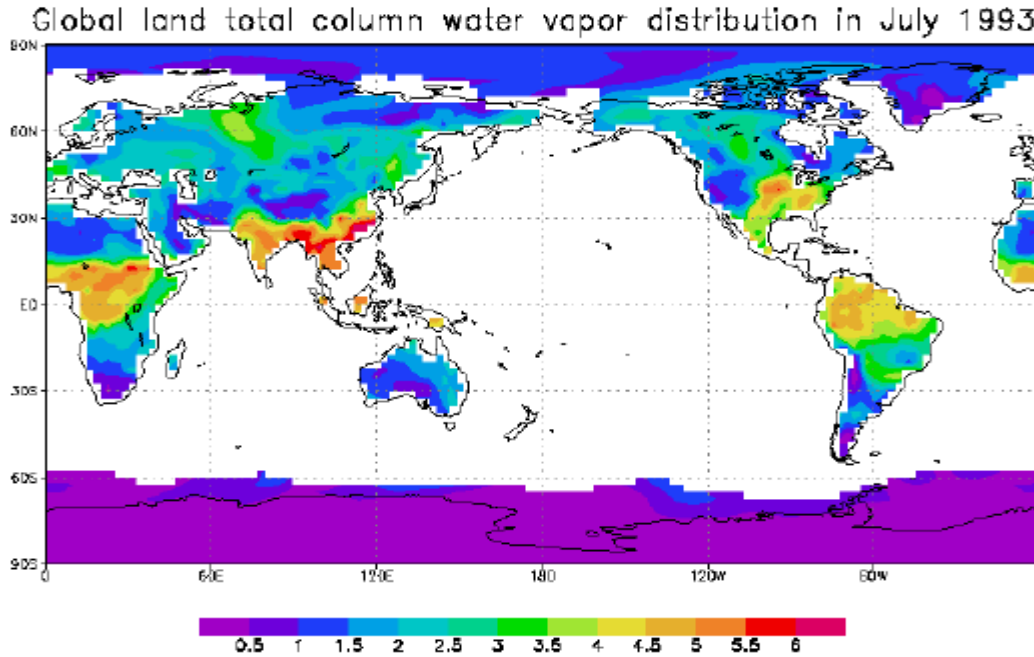 Global land total column water vapor distribution in July 1993
90N
60N
30N
EQ
30S
60S
90S
0 60E 120E 180 120W 60W
0.5 1 1.5 2 2.5 3 3.5 4 4.5 5 5.5 6